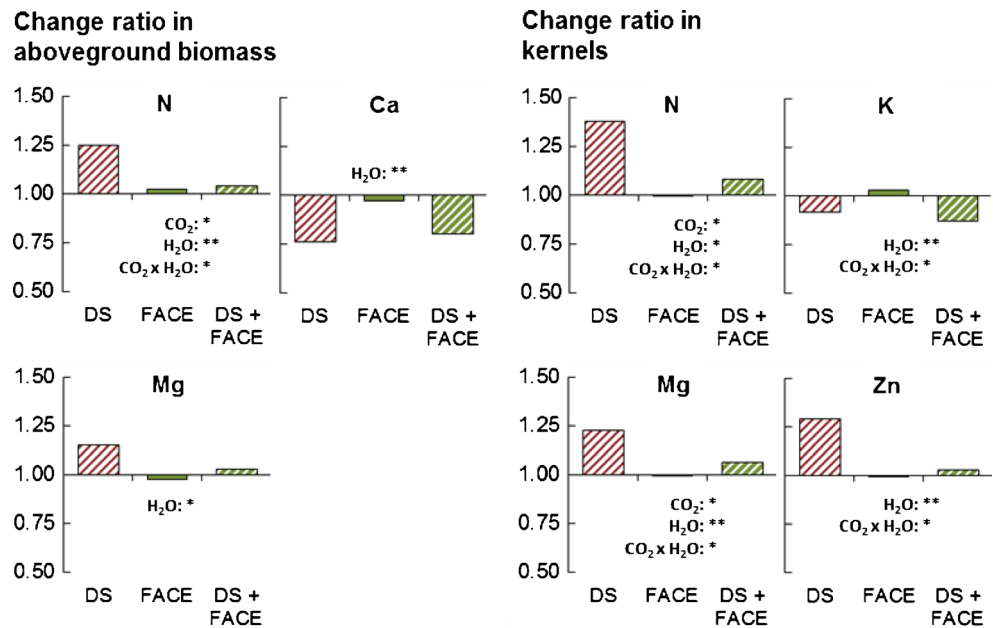 Change ratio in
aboveground biomass
1.50
1.25
1.00
0.75
0.50
N
CO₂: *
H₂O: **
CO₂ x H₂O: *
DS FACE DS +
FACE
Ca
H₂O: **
DS FACE DS +
FACE
1.50
1.25
1.00
0.75
0.50
Mg
H₂O: *
DS FACE DS +
FACE
Change ratio in
kernels
1.50
1.25
1.00
0.75
0.50
N
CO₂: *
H₂O: *
CO₂ x H₂O: *
DS FACE DS +
FACE
K
H₂O: **
CO₂ x H₂O: *
DS FACE DS +
FACE
1.50
1.25
1.00
0.75
0.50
Mg
CO₂: *
H₂O: **
CO₂ x H₂O: *
DS FACE DS +
FACE
Zn
H₂O: **
CO₂ x H₂O: *
DS FACE DS +
FACE